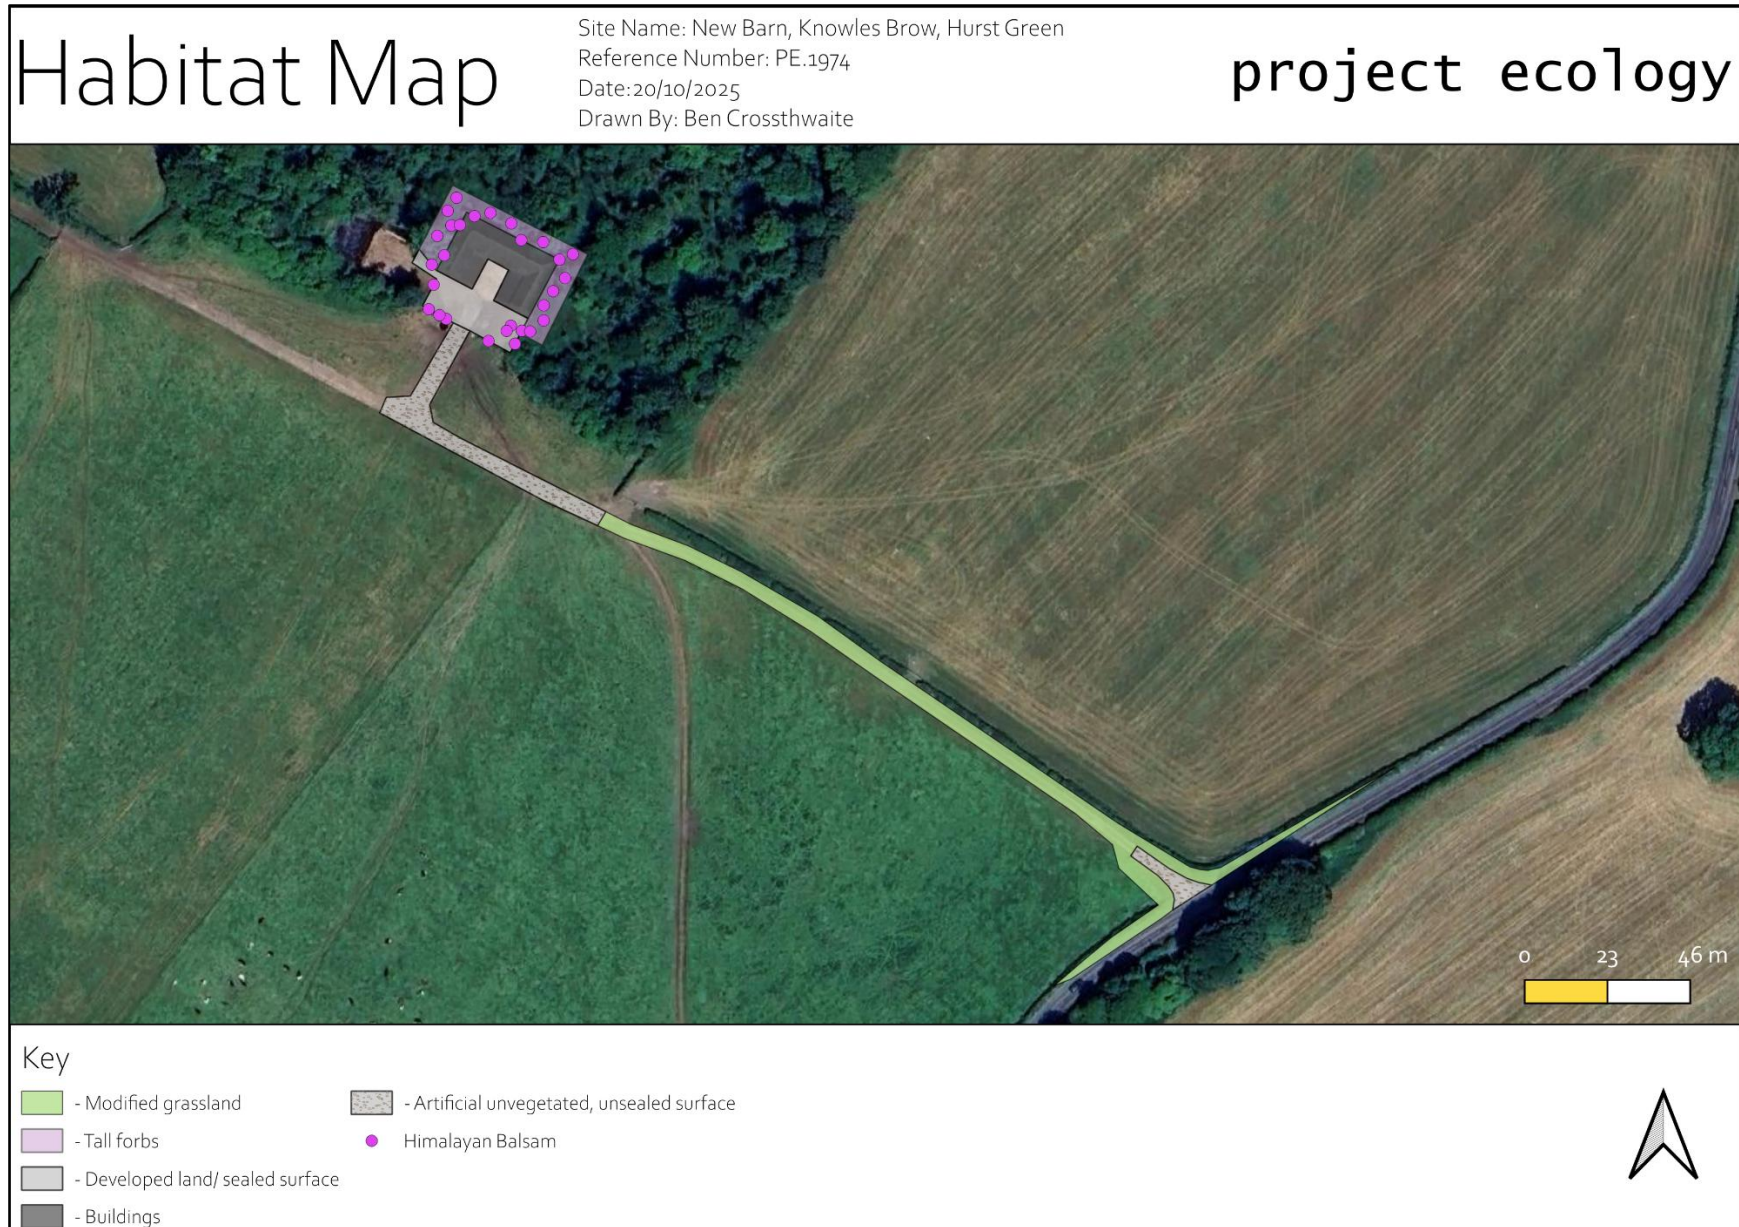 Habitat Map
Site Name: New Barn, Knowles Brow, Hurst Green
Reference Number: PE.1974
Date:20/10/2025
Drawn By: Ben Crossthwaite
project ecology
0 23 46 m
Key
- Modified grassland
- Tall forbs
- Developed land/ sealed surface
- Buildings
- Artificial unvegetated, unsealed surface
Himalayan Balsam